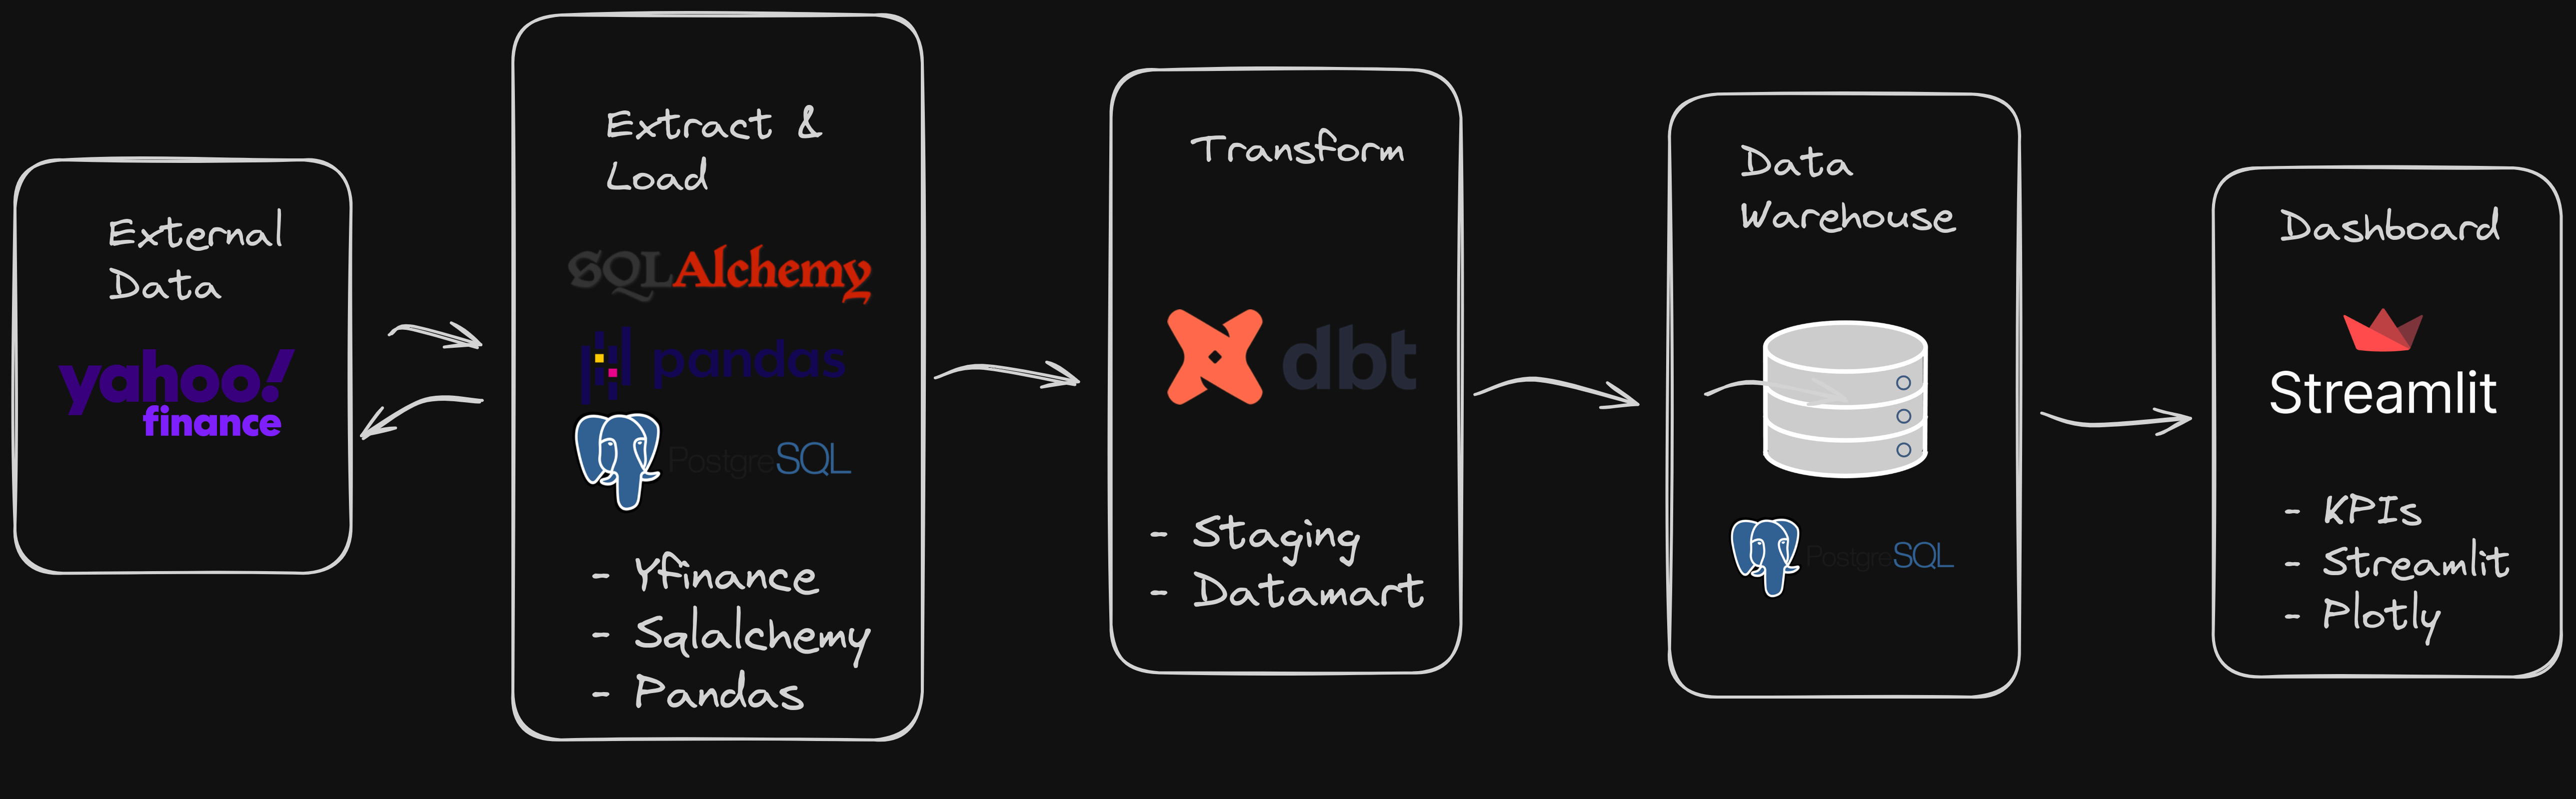 External
Data
yahoo!
finance
Extract &
Load
SQLAlchemy
pandas
PostgreSQL
- Yfinance
- Sqlalchemy
- Pandas
Transform
dbt
- Staging
- Datamart
Data
Warehouse
PostgreSQL
Dashboard
Streamlit
- KPIs
- Streamlit
- Plotly